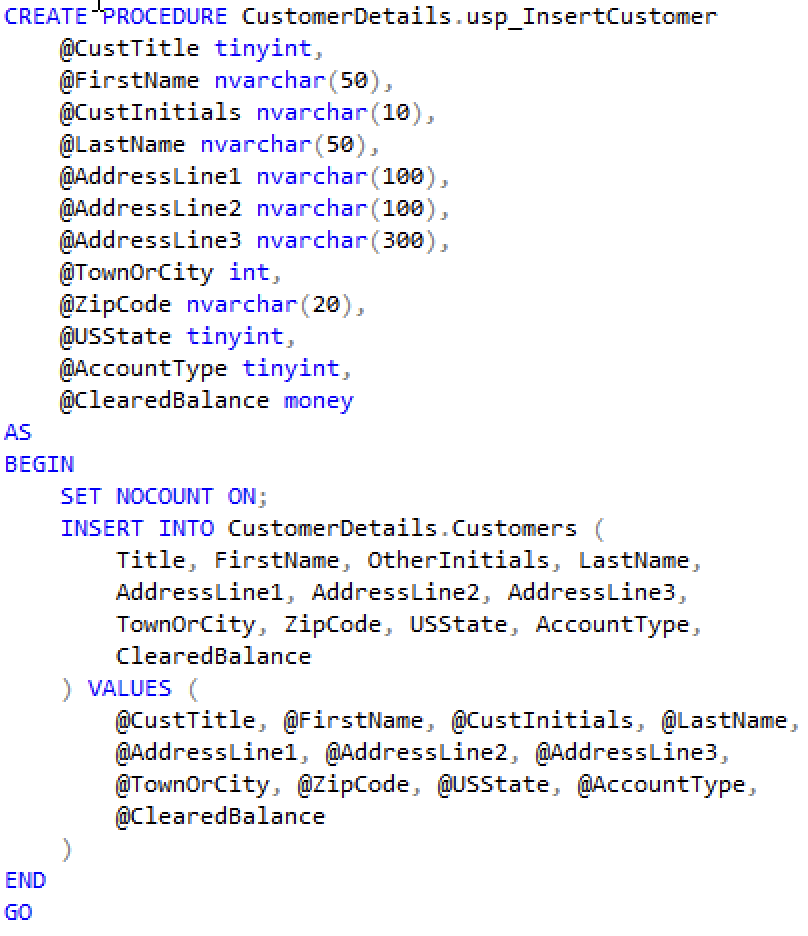 CREATE PROCEDURE CustomerDetails.usp_InsertCustomer
    @CustTitle tinyint,
    @FirstName nvarchar(50),
    @CustInitials nvarchar(10),
    @LastName nvarchar(50),
    @AddressLine1 nvarchar(100),
    @AddressLine2 nvarchar(100),
    @AddressLine3 nvarchar(300),
    @TownOrCity int,
    @ZipCode nvarchar(20),
    @USState tinyint,
    @AccountType tinyint,
    @ClearedBalance money
AS
BEGIN
    SET NOCOUNT ON;
    INSERT INTO CustomerDetails.Customers (
        Title, FirstName, OtherInitials, LastName,
        AddressLine1, AddressLine2, AddressLine3,
        TownOrCity, ZipCode, USState, AccountType,
        ClearedBalance
    ) VALUES (
        @CustTitle, @FirstName, @CustInitials, @LastName,
        @AddressLine1, @AddressLine2, @AddressLine3,
        @TownOrCity, @ZipCode, @USState, @AccountType,
        @ClearedBalance
    )
END
GO